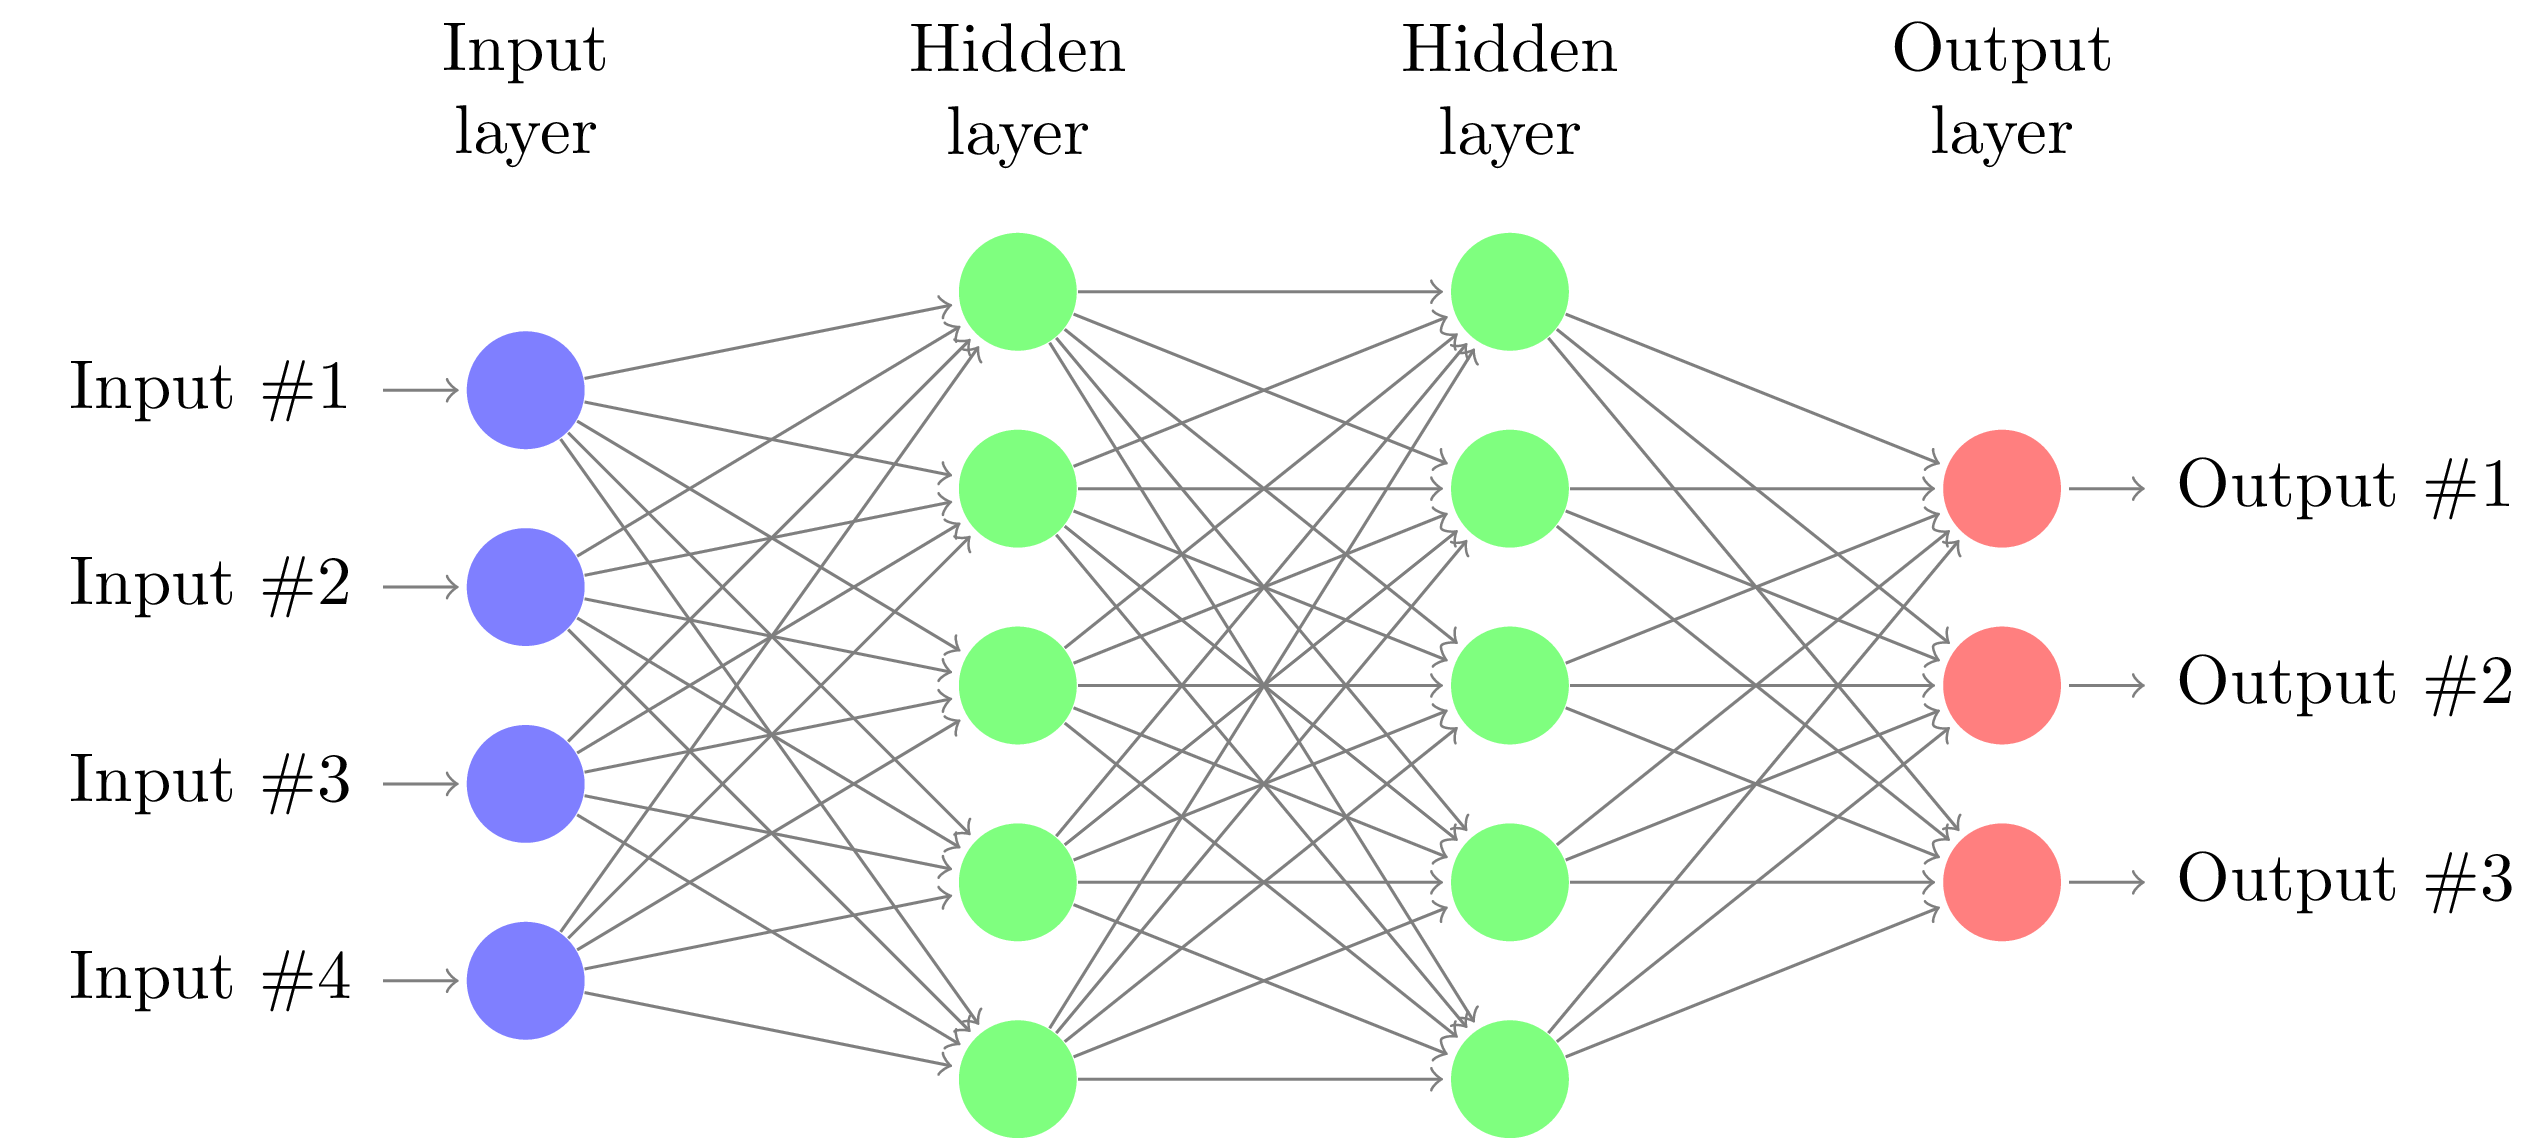 Input
layer
Hidden
layer
Hidden
layer
Output
layer
Input #1
Input #2
Input #3
Input #4
Output #1
Output #2
Output #3